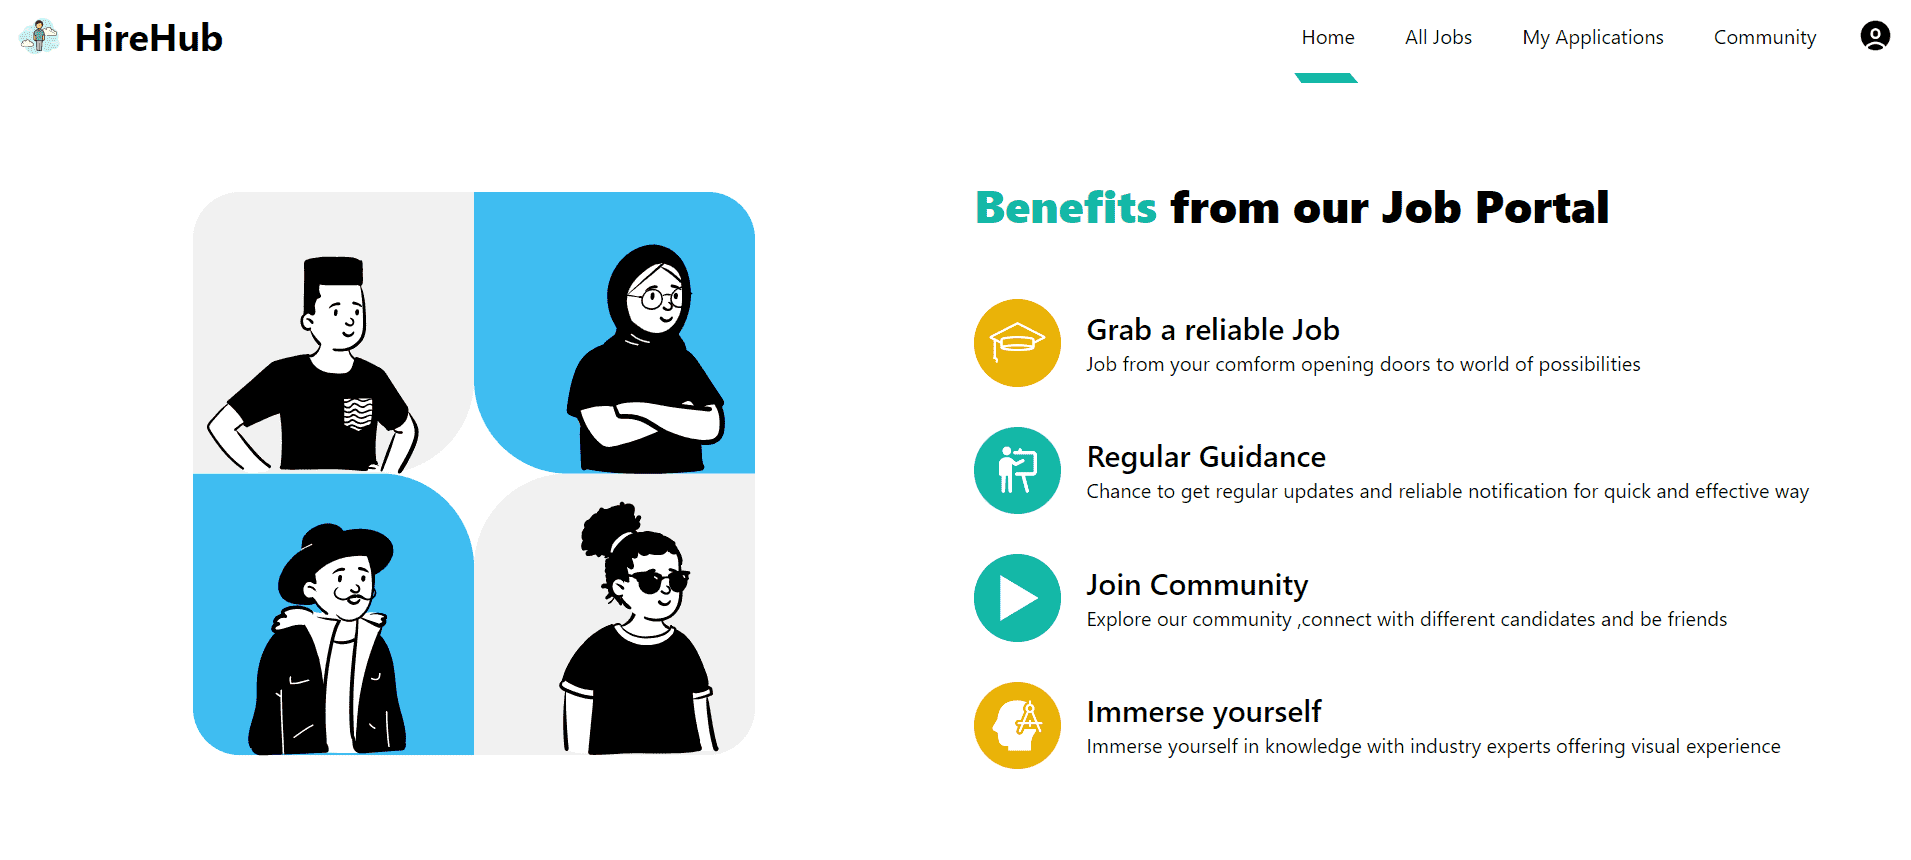 HireHub
Home
All Jobs
My Applications
Community
Benefits from our Job Portal
Grab a reliable Job
Job from your comform opening doors to world of possibilities
Regular Guidance
Chance to get regular updates and reliable notification for quick and effective way
Join Community
Explore our community ,connect with different candidates and be friends
Immerse yourself
Immerse yourself in knowledge with industry experts offering visual experience